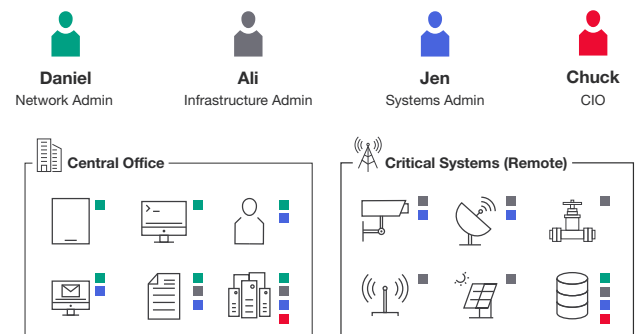 Daniel
Network Admin
Ali
Infrastructure Admin
Jen
Systems Admin
Chuck
CIO
Central Office
Critical Systems (Remote)
>-